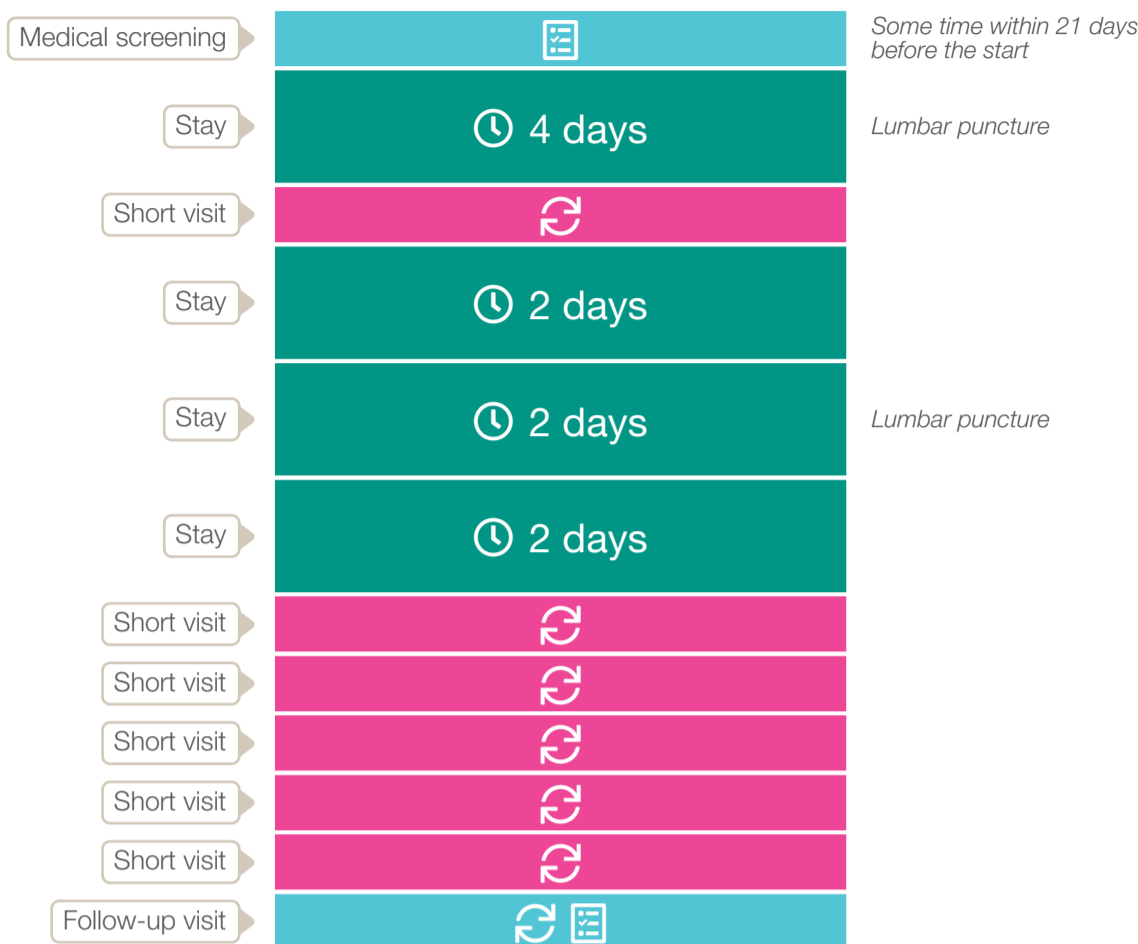 Medical screening
Some time within 21 days
before the start
Stay
4 days
Lumbar puncture
Short visit
Stay
2 days
Stay
2 days
Lumbar puncture
Stay
2 days
Short visit
Short visit
Short visit
Short visit
Short visit
Follow-up visit